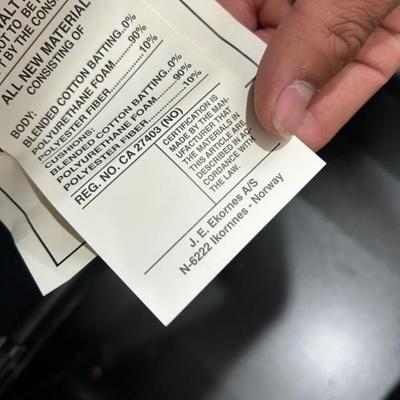 ALL NEW MATERIAL
CONSISTING OF
BODY:
BLENDED COTTON BATTING..0%
POLYURETHANE FOAM......90%
POLYESTER FIBER...........10%
CUSHIONS:
BLENDED COTTON BATTING..0%
POLYURETHANE FOAM......90%
POLYESTER FIBER...........10%
REG. NO. CA 27403 (NO)
CERTIFICATION IS
MADE BY THE MAN-
UFACTURER THAT
THE MATERIALS IN
THIS ARTICLE ARE
DESCRIBED IN AC-
CORDANCE WITH
THE LAW.
J. E. Ekornes A/S
N-6222 Ikornnes - Norway